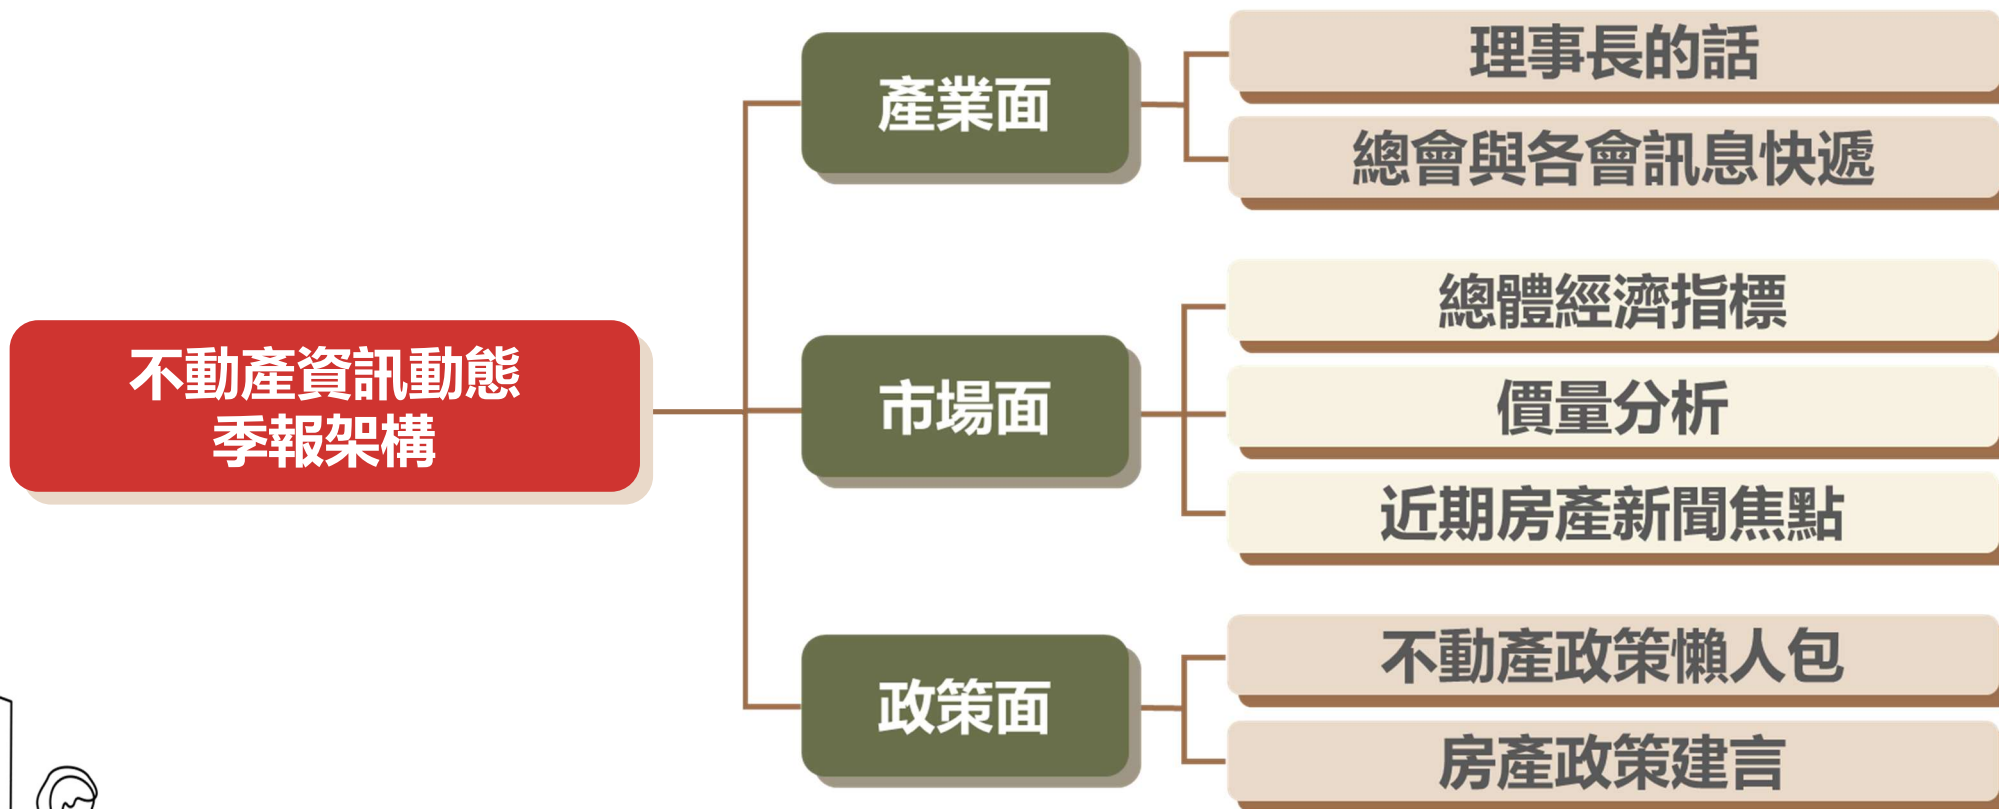 不動產資訊動態
季報架構
產業面
理事長的話
總會與各會訊息快遞
市場面
總體經濟指標
價量分析
近期房產新聞焦點
政策面
不動產政策懶人包
房產政策建言